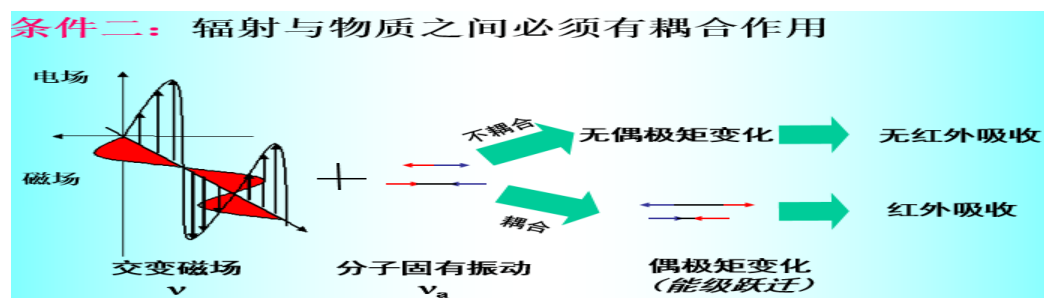 条件二：辐射与物质之间必须有耦合作用
电场
不耦合
无偶极矩变化
无红外吸收
磁场
耦合
红外吸收
交变磁场
分子固有振动
偶极矩变化
ν
νa
（能级跃迁）